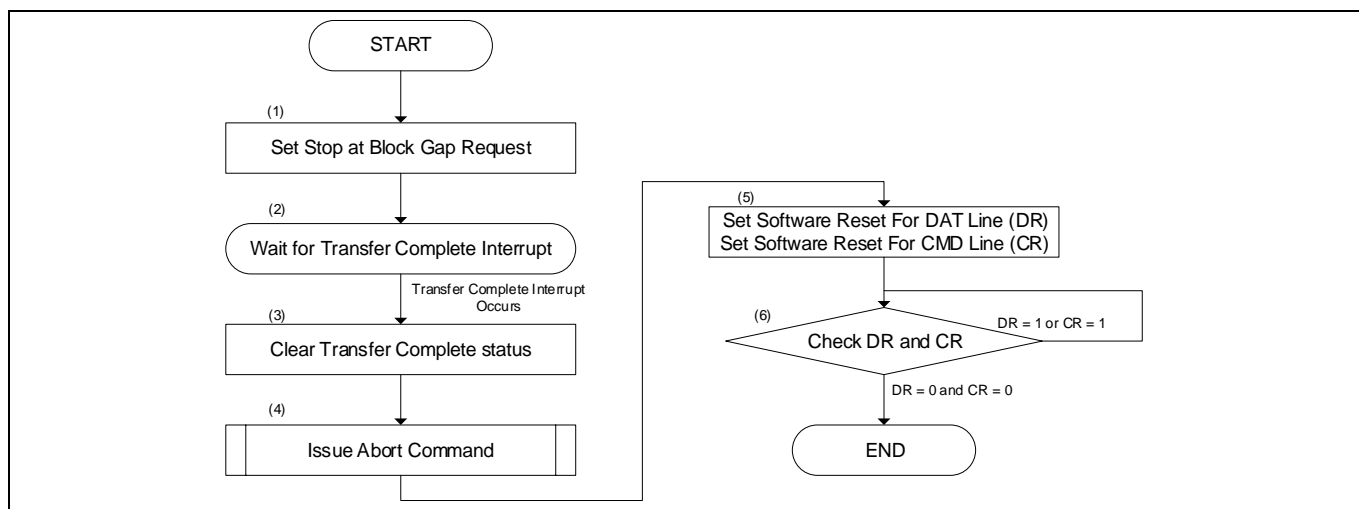 START
(1)
Set Stop at Block Gap Request
(2)
Wait for Transfer Complete Interrupt
Transfer Complete Interrupt
Occurs
(3)
Clear Transfer Complete status
(4)
Issue Abort Command
(5)
Set Software Reset For DAT Line (DR)
Set Software Reset For CMD Line (CR)
(6)
Check DR and CR
DR = 1 or CR = 1
DR = 0 and CR = 0
END